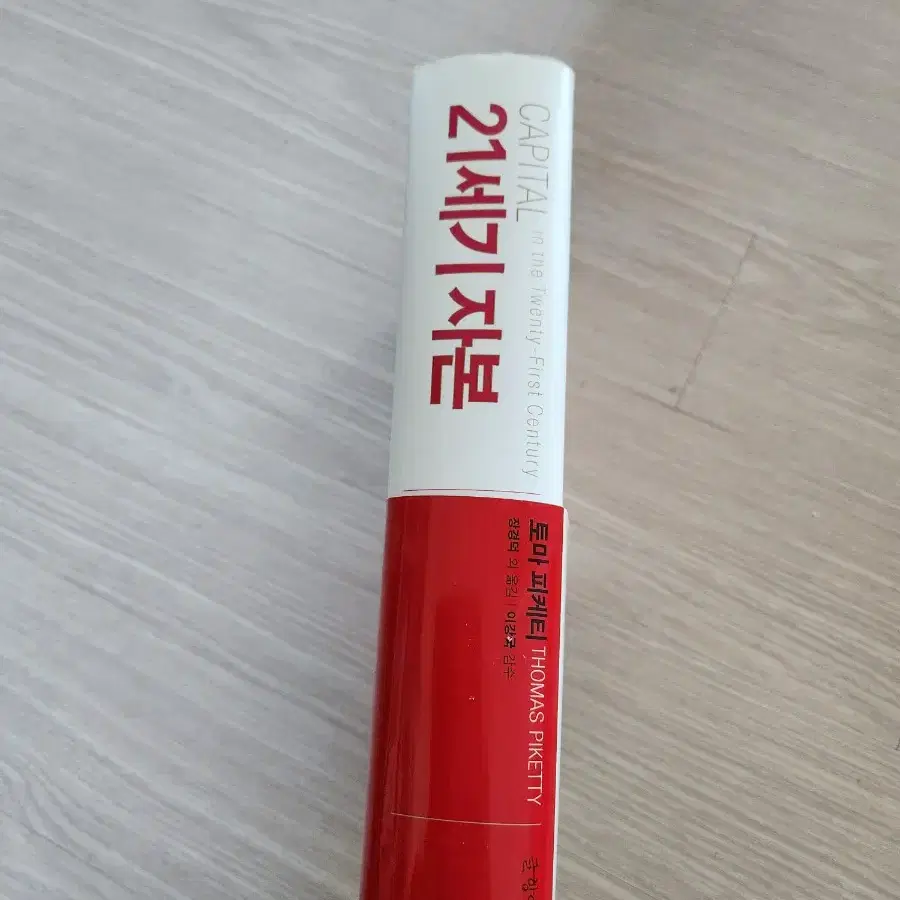 CAPITAL in the Twenty-First Century
21세기 자본
토마 피케티 THOMAS PIKETTY
장경덕 외 옮김 | 이강국 감수